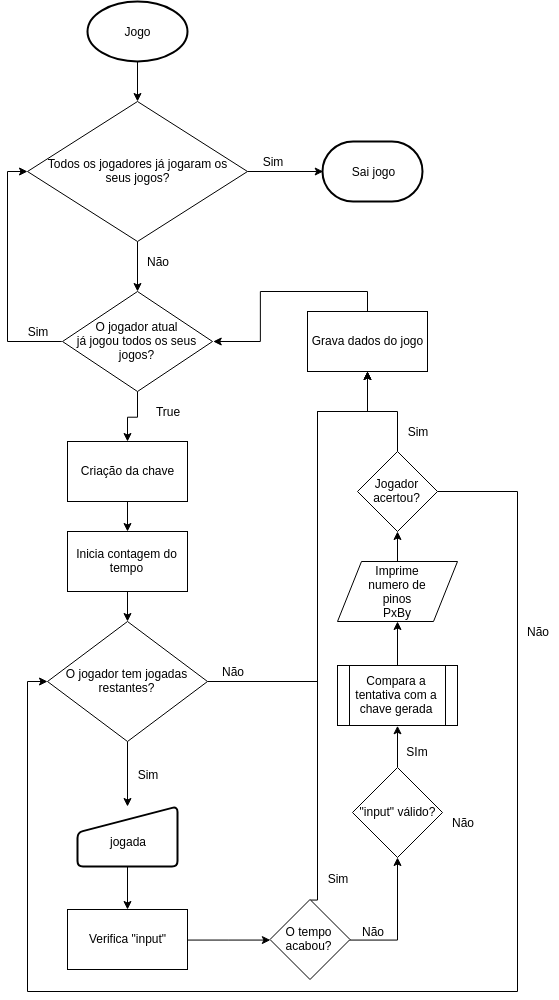 Jogo
Todos os jogadores já jogaram os
seus jogos?
Sim
Sai jogo
Não
O jogador atual
já jogou todos os seus
jogos?
Sim
Grava dados do jogo
True
Sim
Criação da chave
Jogador
acertou?
Inicia contagem do
tempo
Imprime
numero de
pinos
PxBy
Não
O jogador tem jogadas
restantes?
Não
Compara a
tentativa com a
chave gerada
Sim
SIm
jogada
"input" válido?
Não
Sim
Verifica "input"
O tempo
acabou?
Não